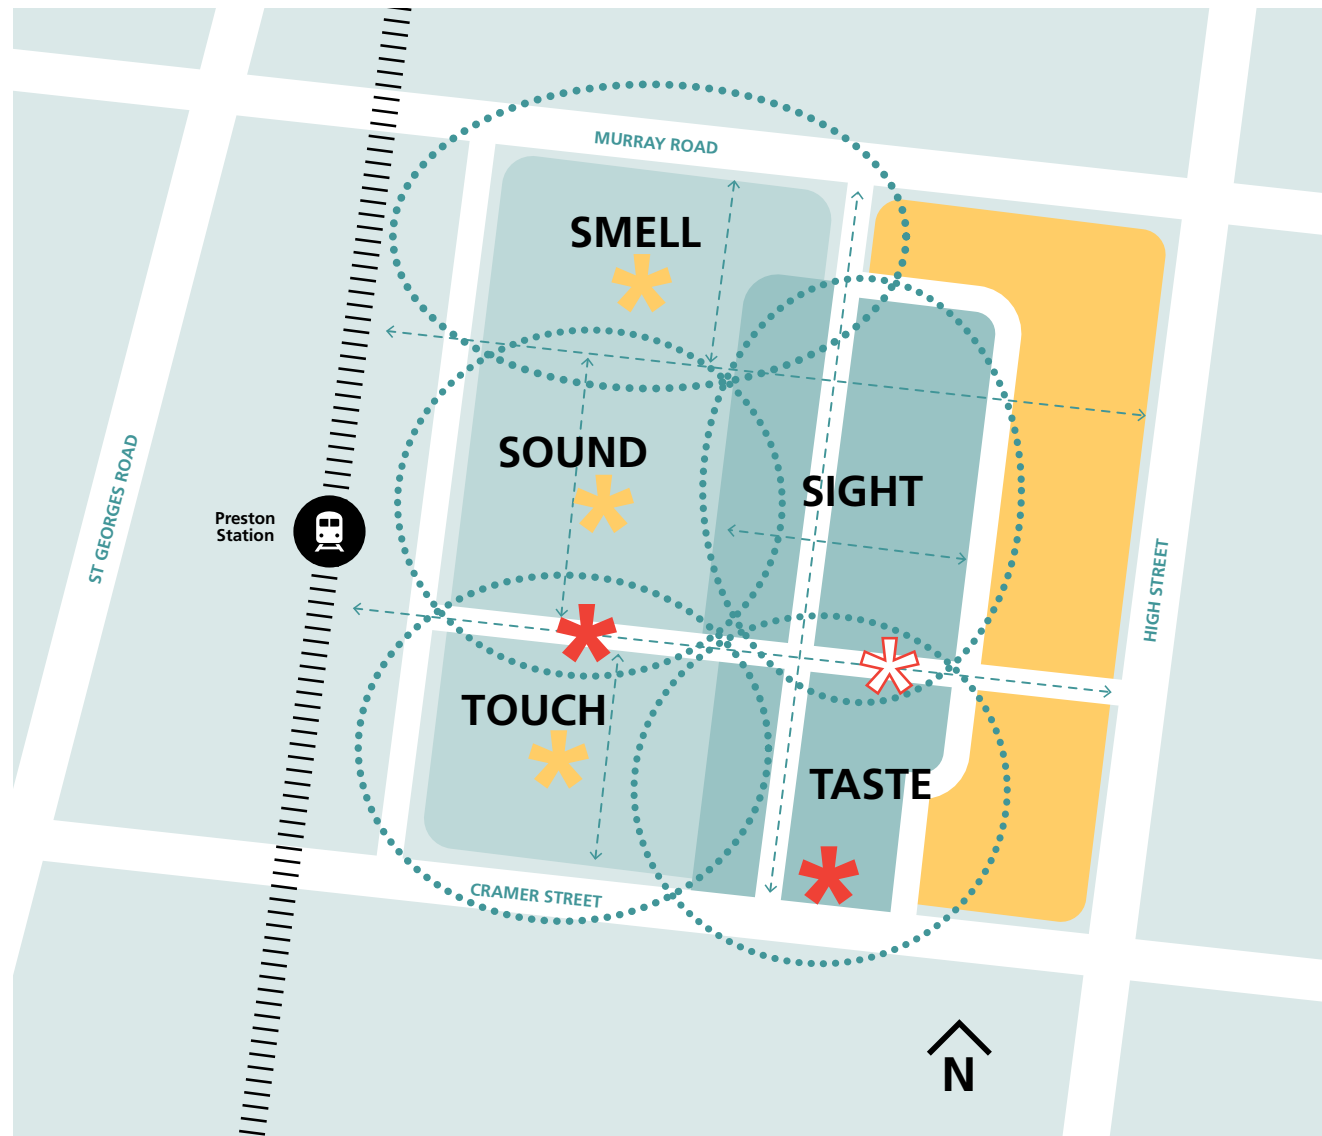 MURRAY ROAD
SMELL
SOUND
ST GEORGES ROAD
SIGHT
Preston
Station
HIGH STREET
TOUCH
TASTE
CRAMER STREET
N